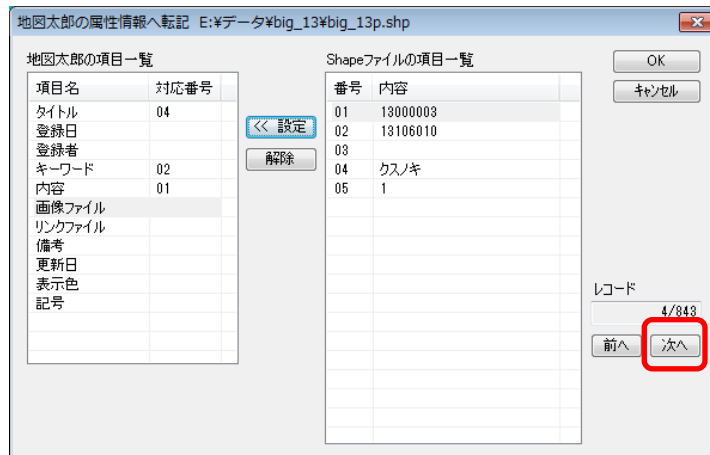 地図太郎の属性情報へ転記 E:¥データ¥big_13¥big_13p.shp
地図太郎の項目一覧
項目名 対応番号
タイトル 04
登録日
登録者
キーワード 02
内容 01
画像ファイル
リンクファイル
備考
更新日
表示色
記号
<< 設定
解除
Shapeファイルの項目一覧
番号 内容
01 13000003
02 13106010
03
04 クスノキ
05 1
OK
キャンセル
レコード
4/843
前へ 次へ